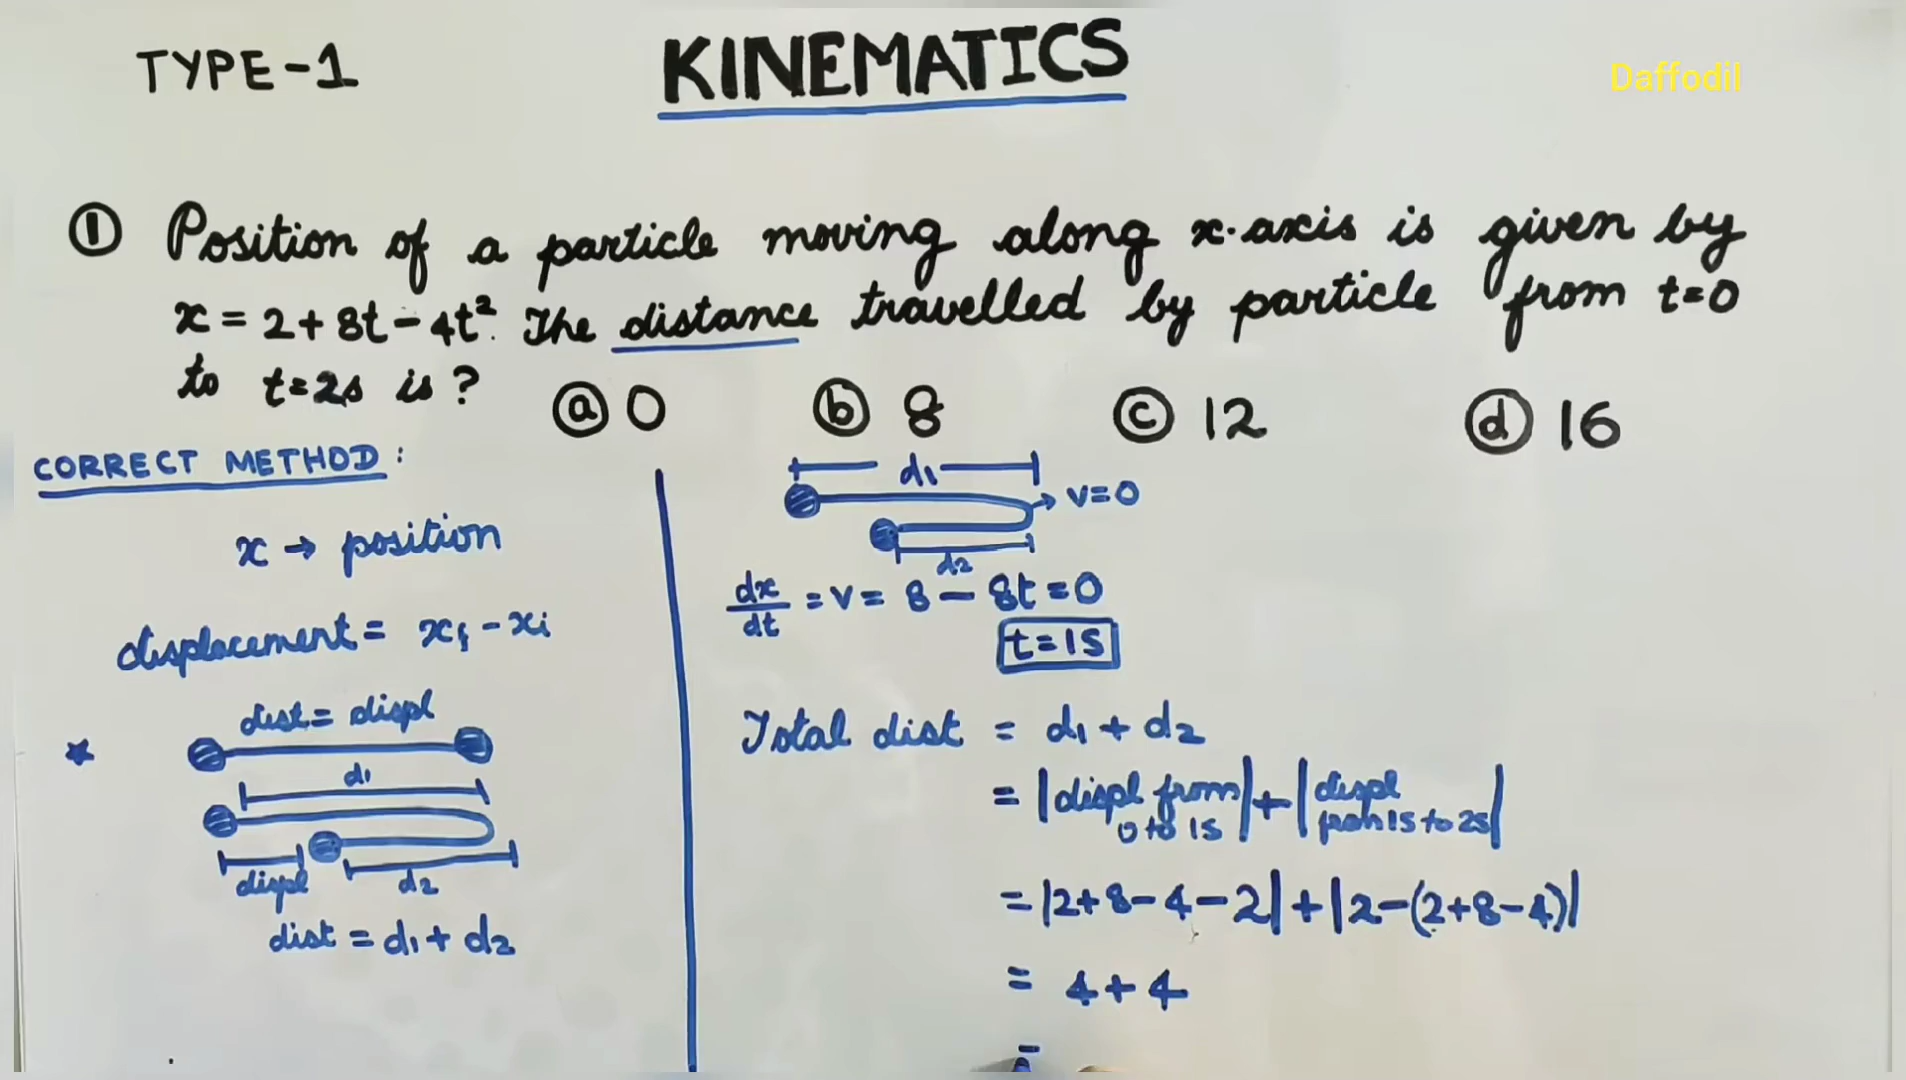 TYPE-1
KINEMATICS
Daffodil
① Position of a particle moving along x-axis is given by
x = 2+8t-4t². The distance travelled by particle from t=0
to t=2s is ?
ⓐ 0 ⓑ 8 ⓒ 12 ⓓ 16
CORRECT METHOD :
x → position
displacement = xf - xi
dist = displ
★
d1
displ
d2
dist = d1 + d2
d1
→ v=0
d2
dx/dt = v = 8 - 8t = 0
t = 1s
Total dist = d1 + d2
= |displ from 0 to 1s| + |displ from 1s to 2s|
= |2+8-4-2| + |2-(2+8-4)|
= 4+4
=